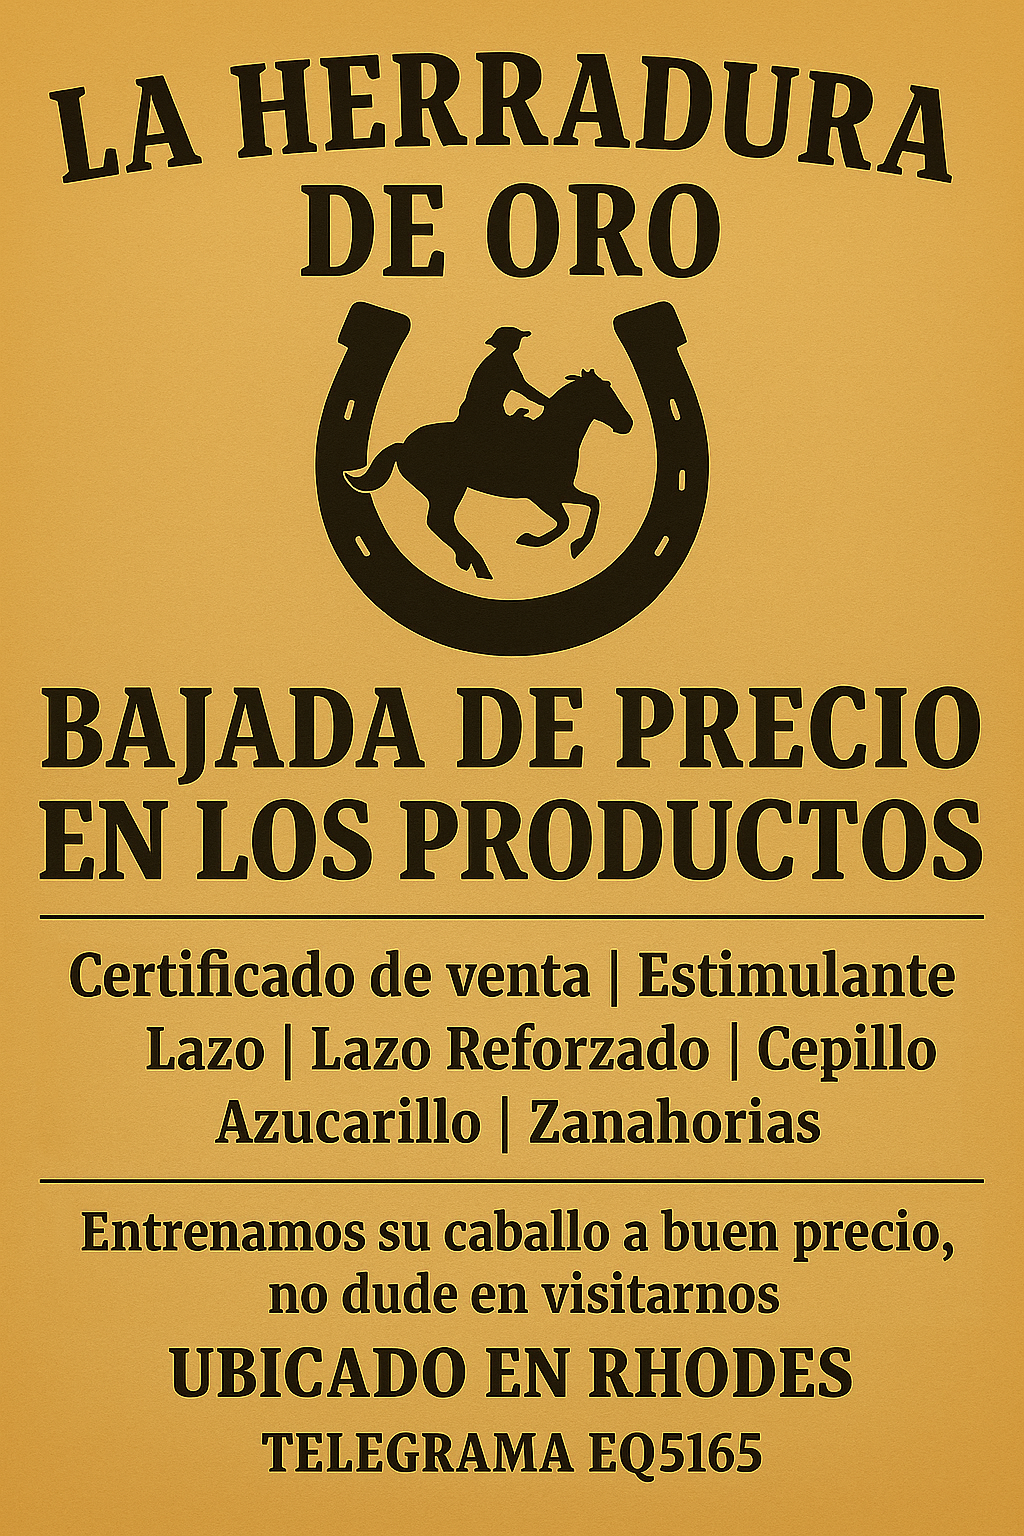 LA HERRADURA
DE ORO
BAJADA DE PRECIO
EN LOS PRODUCTOS
Certificado de venta | Estimulante
Lazo | Lazo Reforzado | Cepillo
Azucarillo | Zanahorias
Entrenamos su caballo a buen precio,
no dude en visitarnos
UBICADO EN RHODES
TELEGRAMA EQ5165